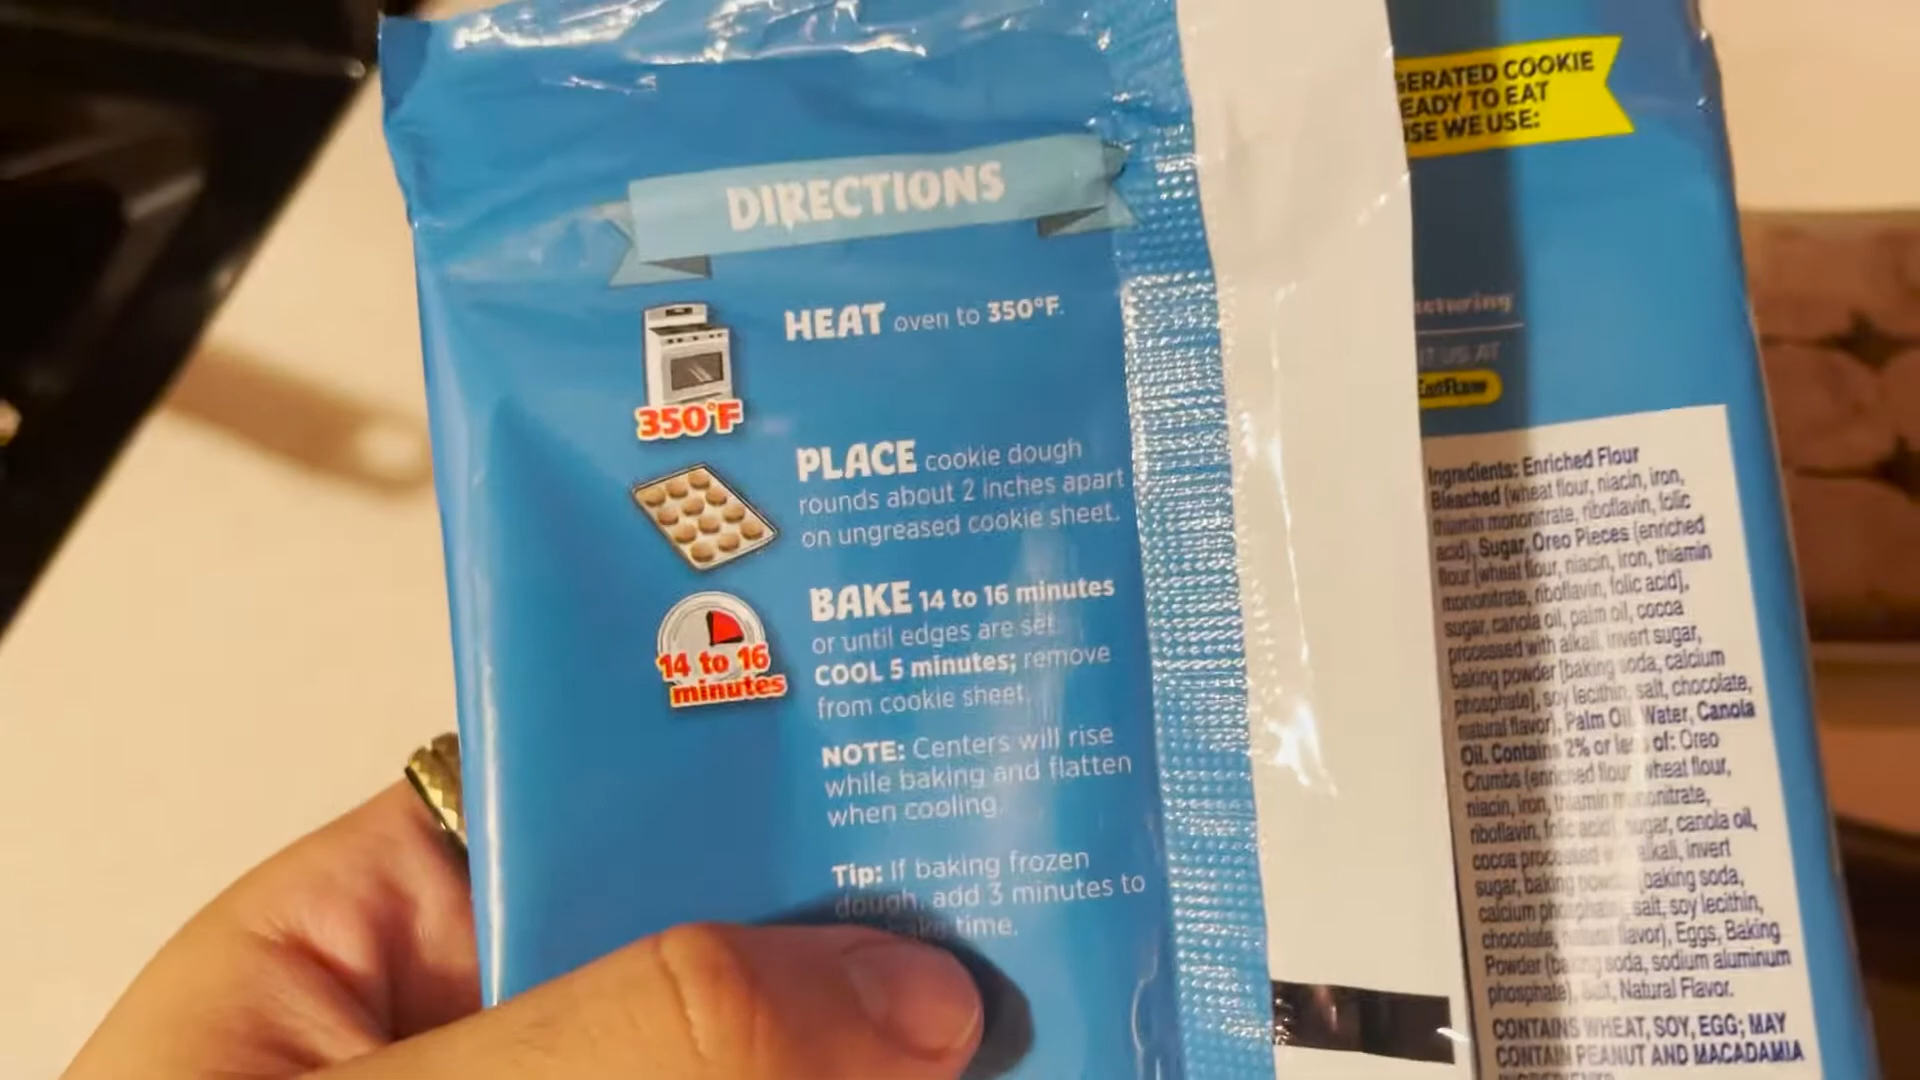 DIRECTIONS
HEAT oven to 350°F.
350°F
PLACE cookie dough
rounds about 2 inches apart
on ungreased cookie sheet.
BAKE 14 to 16 minutes
or until edges are set.
COOL 5 minutes; remove
from cookie sheet.
14 to 16
minutes
NOTE: Centers will rise
while baking and flatten
when cooling.
Tip: If baking frozen
dough, add 3 minutes to
time.
GERATED COOKIE
EADY TO EAT
WE USE:
IT US AT
Ingredients: Enriched Flour
Bleached (wheat flour, niacin, iron,
thiamin mononitrate, riboflavin, folic
acid), Sugar, Oreo Pieces (enriched
flour [wheat flour, niacin, iron, thiamin
mononitrate, riboflavin, folic acid],
sugar, canola oil, palm oil, cocoa
processed with alkali, invert sugar,
baking powder [baking soda, calcium
phosphate], soy lecithin, salt, chocolate,
natural flavor), Palm Oil, Water, Canola
Oil. Contains 2% or less of: Oreo
Crumbs (enriched flour wheat flour,
niacin, iron, thiamin mononitrate,
riboflavin, folic acid sugar, canola oil,
cocoa processed alkali, invert
sugar, baking baking soda,
calcium phosphate salt, soy lecithin,
chocolate, natural flavor), Eggs, Baking
Powder (baking soda, sodium aluminum
phosphate), Salt, Natural Flavor.
CONTAINS WHEAT, SOY, EGG; MAY
CONTAIN PEANUT AND MACADAMIA